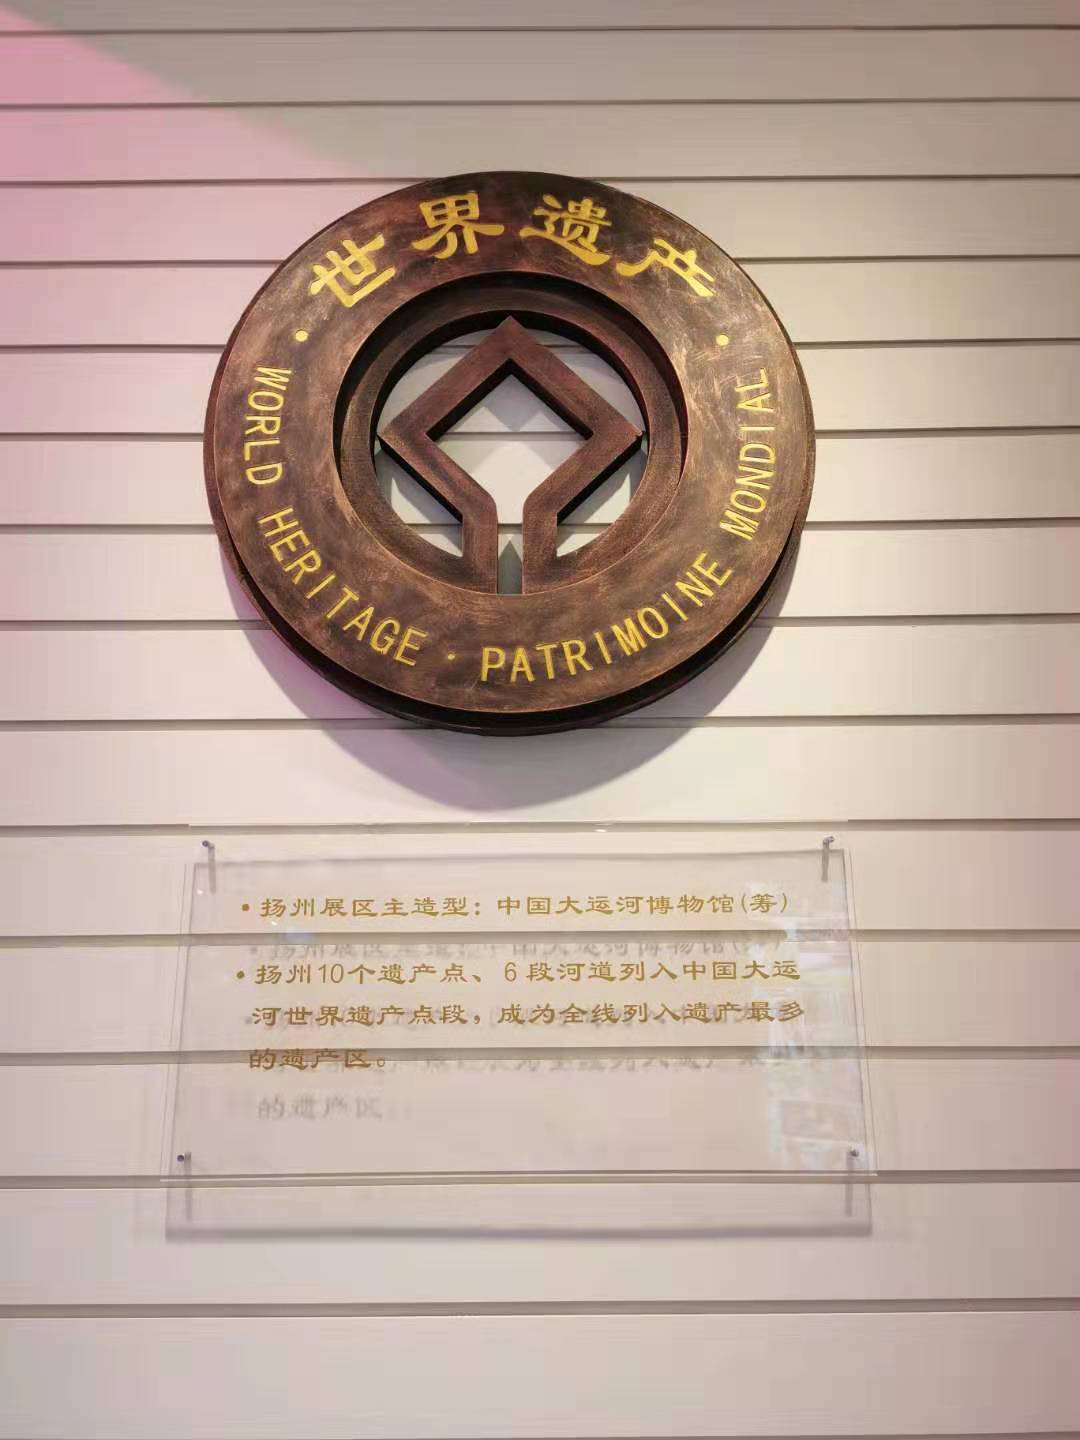 世界遗产
WORLD HERITAGE · PATRIMOINE MONDIAL
• 扬州展区主造型：中国大运河博物馆(筹)
• 扬州10个遗产点、6段河道列入中国大运
河世界遗产点段，成为全线列入遗产最多
的遗产区。